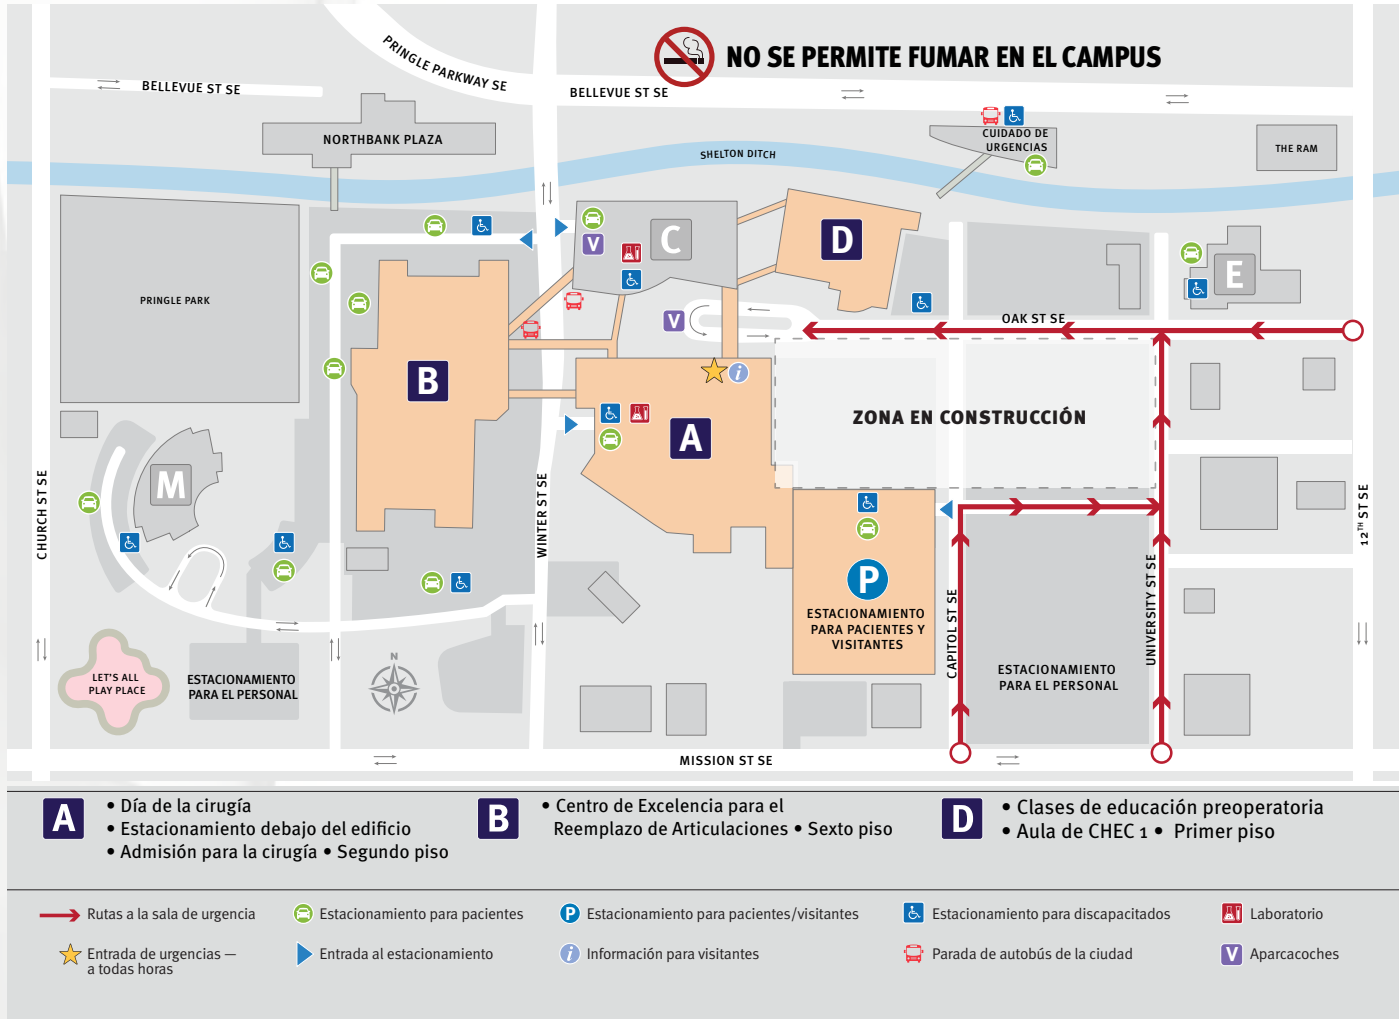 NO SE PERMITE FUMAR EN EL CAMPUS
PRINGLE PARKWAY SE
BELLEVUE ST SE
BELLEVUE ST SE
NORTHBANK PLAZA
SHELTON DITCH
CUIDADO DE
URGENCIAS
THE RAM
PRINGLE PARK
C
V
D
E
V
OAK ST SE
B
i
A
ZONA EN CONSTRUCCIÓN
M
CHURCH ST SE
WINTER ST SE
12TH ST SE
P
ESTACIONAMIENTO
PARA PACIENTES Y
VISITANTES
CAPITOL ST SE
UNIVERSITY ST SE
ESTACIONAMIENTO
PARA EL PERSONAL
N
LET'S ALL
PLAY PLACE
ESTACIONAMIENTO
PARA EL PERSONAL
MISSION ST SE
A
• Día de la cirugía
• Estacionamiento debajo del edificio
• Admisión para la cirugía • Segundo piso
B
• Centro de Excelencia para el
Reemplazo de Articulaciones • Sexto piso
D
• Clases de educación preoperatoria
• Aula de CHEC 1 • Primer piso
Rutas a la sala de urgencia
Estacionamiento para pacientes
P Estacionamiento para pacientes/visitantes
Estacionamiento para discapacitados
Laboratorio
Entrada de urgencias —
a todas horas
Entrada al estacionamiento
i Información para visitantes
Parada de autobús de la ciudad
V Aparcacoches